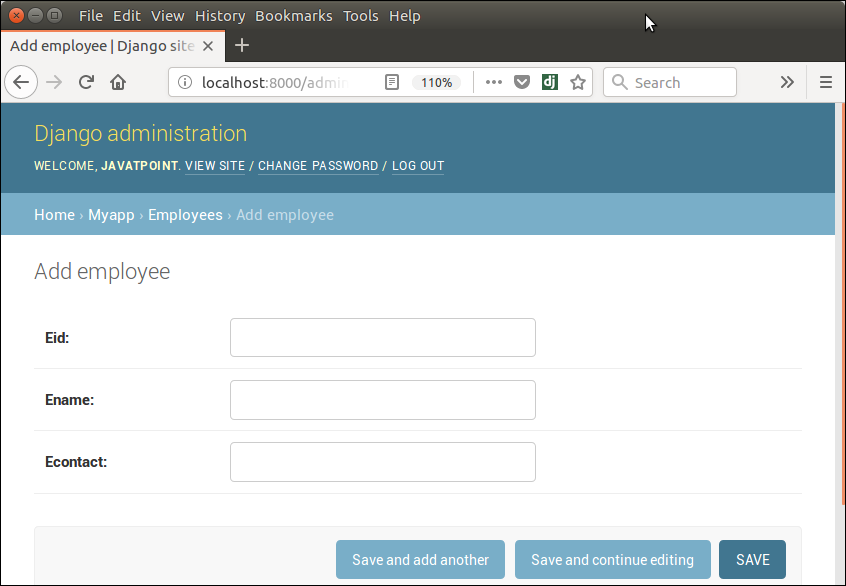 File Edit View History Bookmarks Tools Help
Add employee | Django site
localhost:8000/admin
110%
dj
Search
Django administration
WELCOME, JAVATPOINT. VIEW SITE / CHANGE PASSWORD / LOG OUT
Home › Myapp › Employees › Add employee
Add employee
Eid:
Ename:
Econtact:
Save and add another
Save and continue editing
SAVE